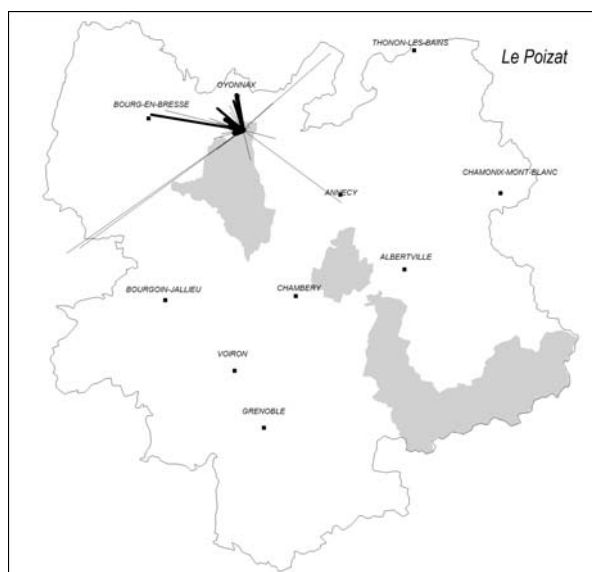 THONON-LES-BAINS
Le Poizat
OYONNAX
BOURG-EN-BRESSE
CHAMONIX-MONT-BLANC
ANNECY
ALBERTVILLE
BOURGOIN-JALLIEU
CHAMBERY
VOIRON
GRENOBLE